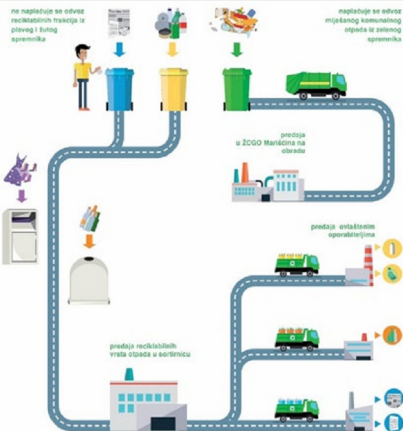 ne naplaćuje se odvoz
reciklabilnih frakcija iz
plavog i žutog
spremnika
naplaćuje se odvoz
miješanog komunalnog
otpada iz zelenog
spremnika
predaja
u ŽCGO Marišćina na
obradu
predaja ovlaštenim
oporabiteljima
predaja reciklabilnih
vrsta otpada u sortirnicu